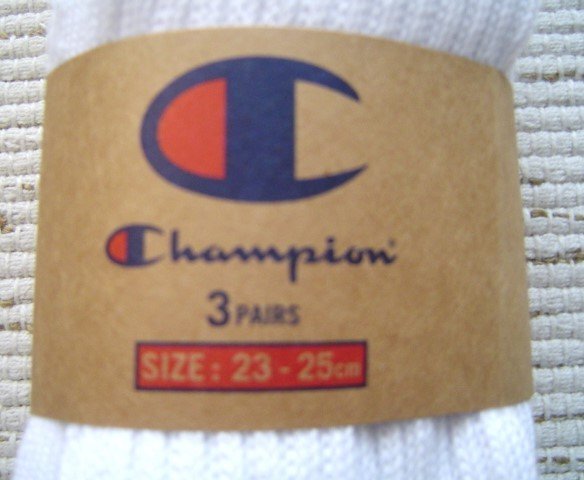 Champion
3 PAIRS
SIZE: 23 - 25cm